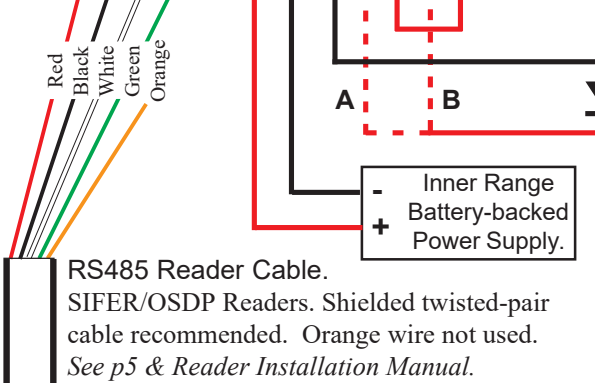 Red
Black
White
Green
Orange
A
B
-
+
Inner Range
Battery-backed
Power Supply.
RS485 Reader Cable.
SIFER/OSDP Readers. Shielded twisted-pair
cable recommended.  Orange wire not used.
See p5 & Reader Installation Manual.